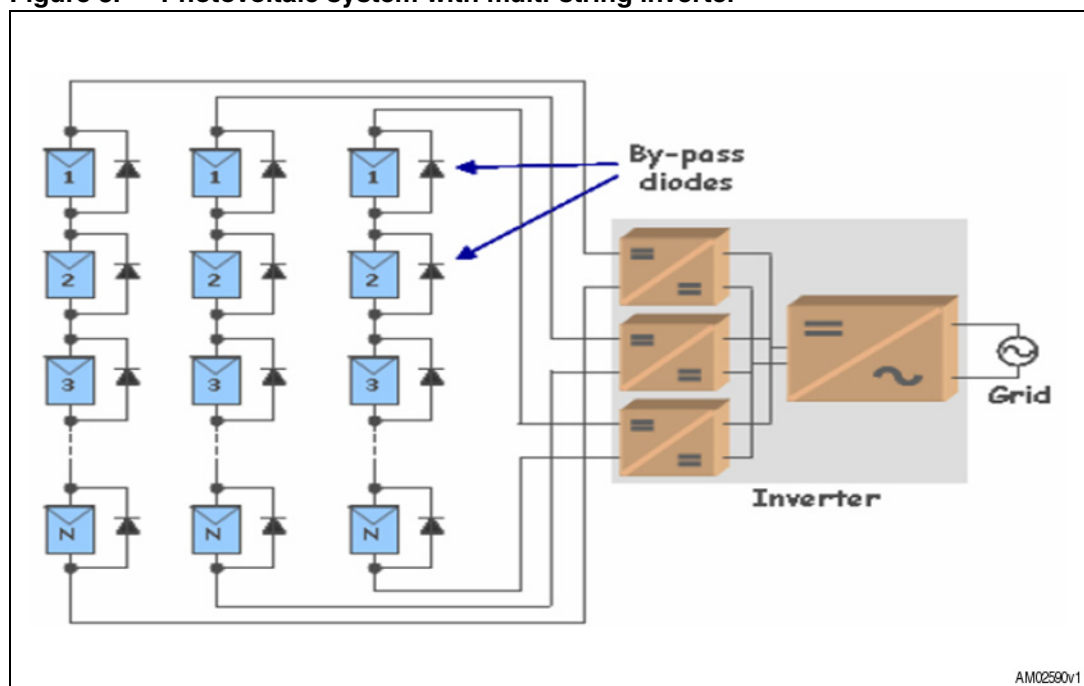 Figure Photovoltaic system with multi-string inverter
1 1 1
By-pass
diodes
2 2 2
3 3 3
Grid
Inverter
N N N
AM02590v1